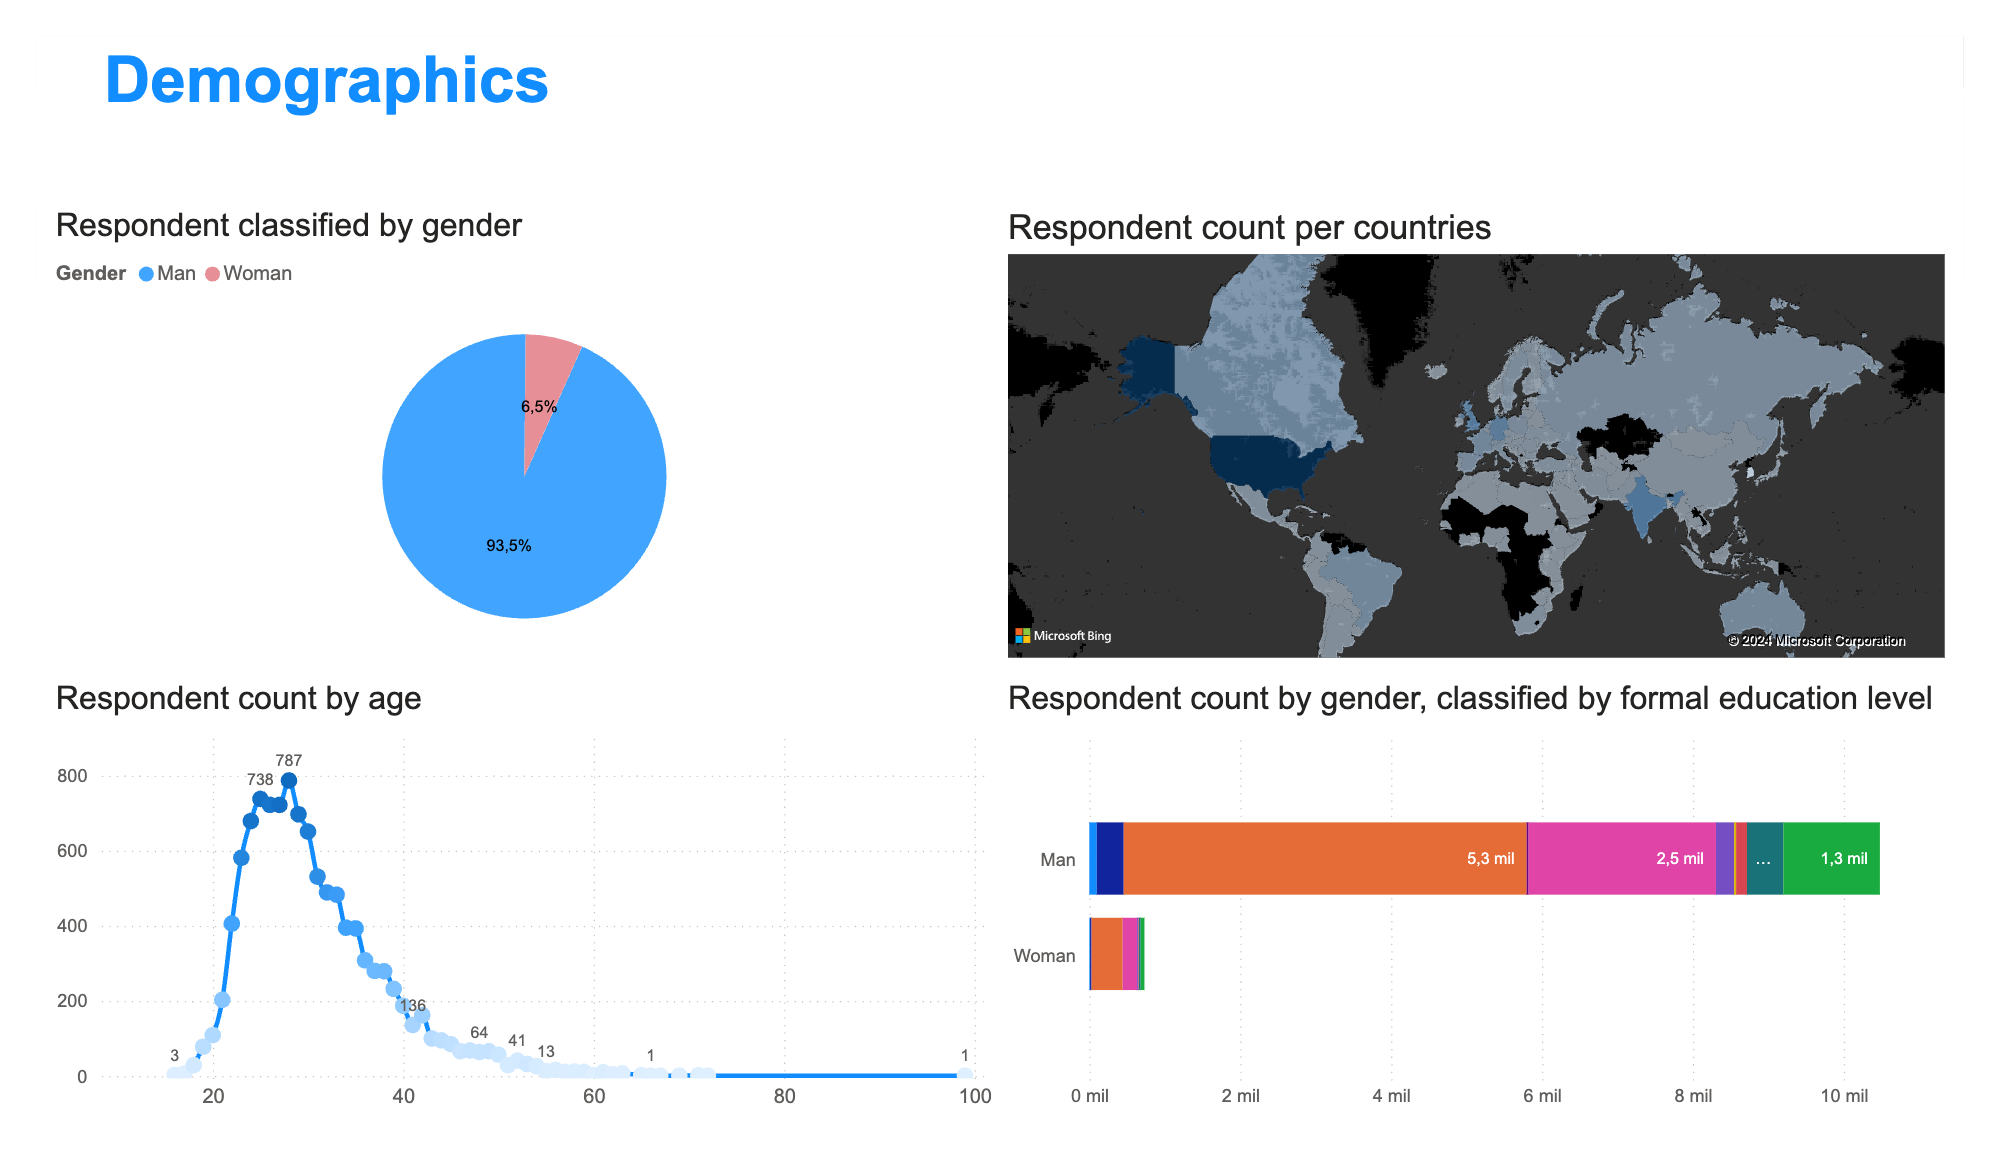 Demographics
Respondent classified by gender
Gender Man Woman
6,5%
93,5%
Respondent count per countries
Microsoft Bing
© 2024 Microsoft Corporation
Respondent count by age
800
600
400
200
0
787
738
136
64
41
13
3
1
1
20 40 60 80 100
Respondent count by gender, classified by formal education level
Man
5,3 mil 2,5 mil ... 1,3 mil
Woman
0 mil 2 mil 4 mil 6 mil 8 mil 10 mil